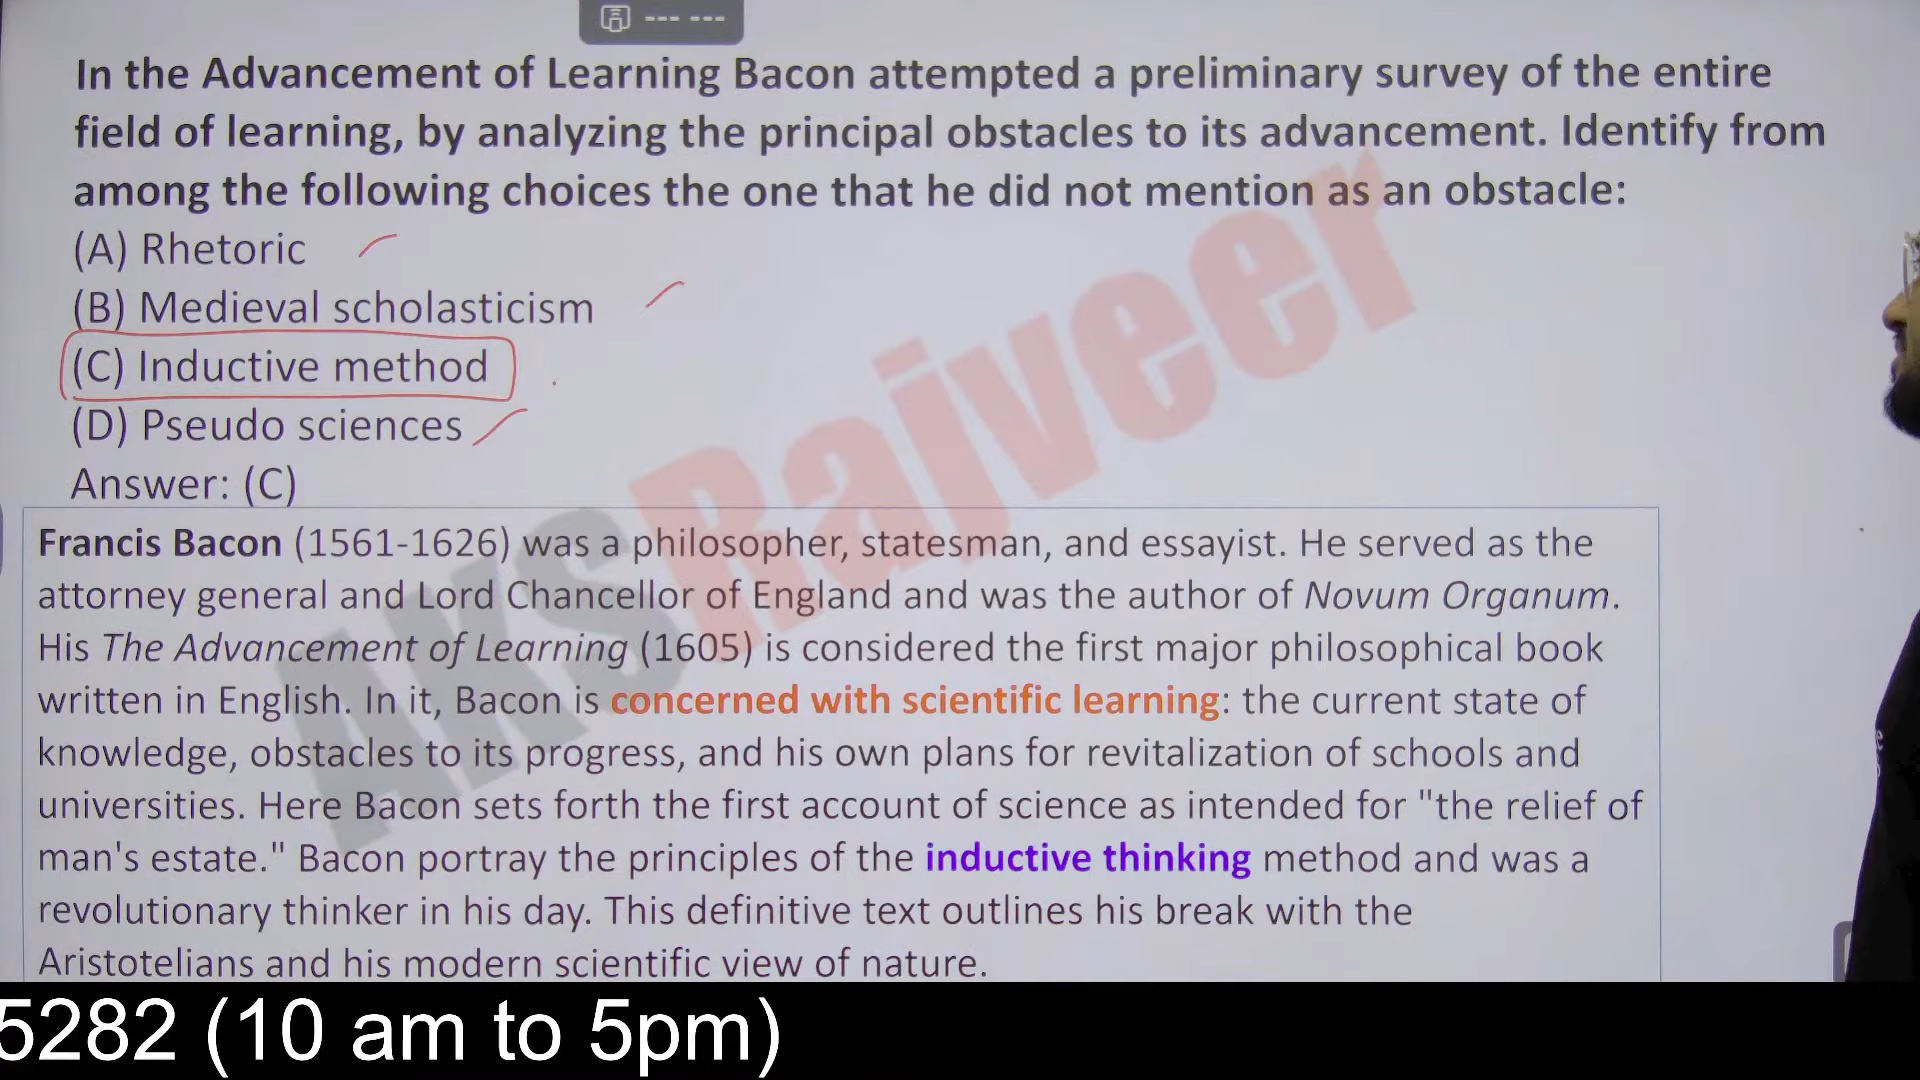 In the Advancement of Learning Bacon attempted a preliminary survey of the entire
field of learning, by analyzing the principal obstacles to its advancement. Identify from
among the following choices the one that he did not mention as an obstacle:
(A) Rhetoric
(B) Medieval scholasticism
(C) Inductive method
(D) Pseudo sciences
Answer: (C)
AKSRajveer
Francis Bacon (1561-1626) was a philosopher, statesman, and essayist. He served as the
attorney general and Lord Chancellor of England and was the author of Novum Organum.
His The Advancement of Learning (1605) is considered the first major philosophical book
written in English. In it, Bacon is concerned with scientific learning: the current state of
knowledge, obstacles to its progress, and his own plans for revitalization of schools and
universities. Here Bacon sets forth the first account of science as intended for "the relief of
man's estate." Bacon portray the principles of the inductive thinking method and was a
revolutionary thinker in his day. This definitive text outlines his break with the
Aristotelians and his modern scientific view of nature.
5282 (10 am to 5pm)